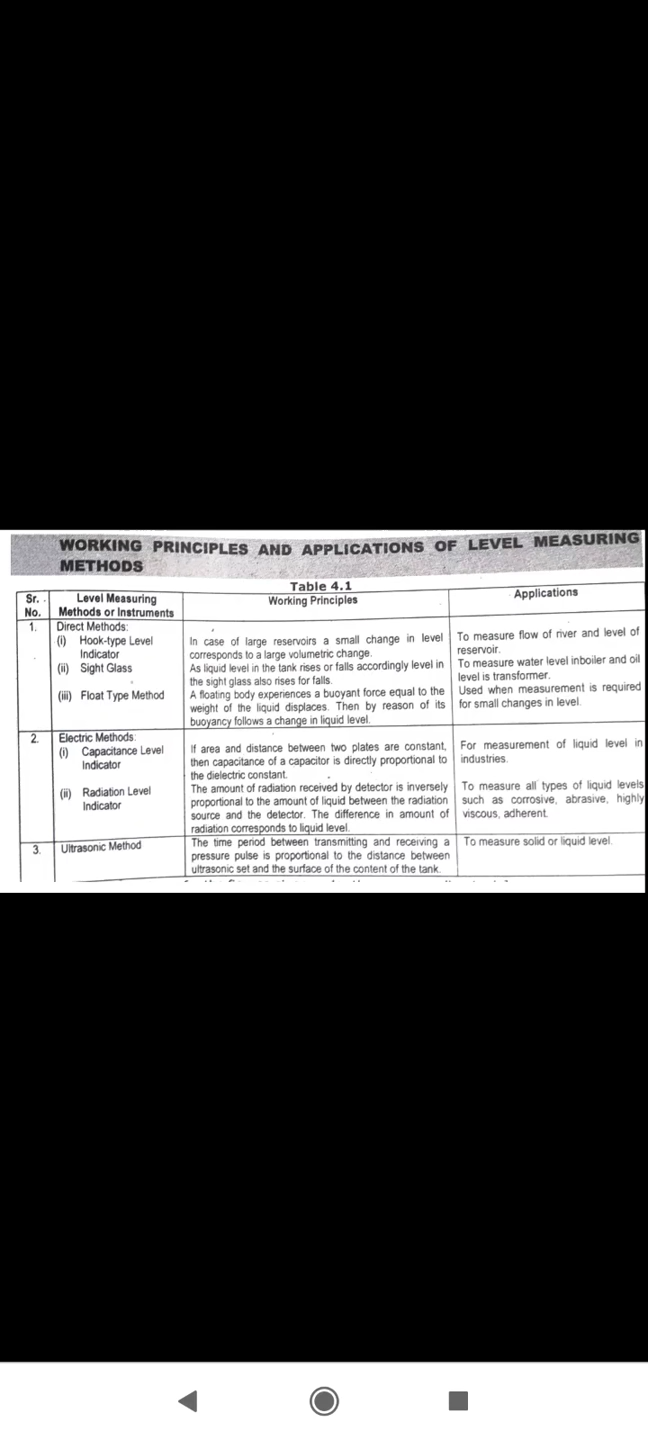 WORKING PRINCIPLES AND APPLICATIONS OF LEVEL MEASURING
METHODS
Table 4.1
Sr. No.
Level Measuring Methods or Instruments
Working Principles
Applications
1.
Direct Methods:
(i) Hook-type Level
Indicator
In case of large reservoirs a small change in level
corresponds to a large volumetric change.
To measure flow of river and level of
reservoir.
(ii) Sight Glass
As liquid level in the tank rises or falls accordingly level in
the sight glass also rises for falls.
To measure water level inboiler and oil
level is transformer.
(iii) Float Type Method
A floating body experiences a buoyant force equal to the
weight of the liquid displaces. Then by reason of its
buoyancy follows a change in liquid level.
Used when measurement is required
for small changes in level.
2.
Electric Methods:
(i) Capacitance Level
Indicator
If area and distance between two plates are constant,
then capacitance of a capacitor is directly proportional to
the dielectric constant.
For measurement of liquid level in
industries.
(ii) Radiation Level
Indicator
The amount of radiation received by detector is inversely
proportional to the amount of liquid between the radiation
source and the detector. The difference in amount of
radiation corresponds to liquid level.
To measure all types of liquid levels
such as corrosive, abrasive, highly
viscous, adherent.
3.
Ultrasonic Method
The time period between transmitting and receiving a
pressure pulse is proportional to the distance between
ultrasonic set and the surface of the content of the tank.
To measure solid or liquid level.